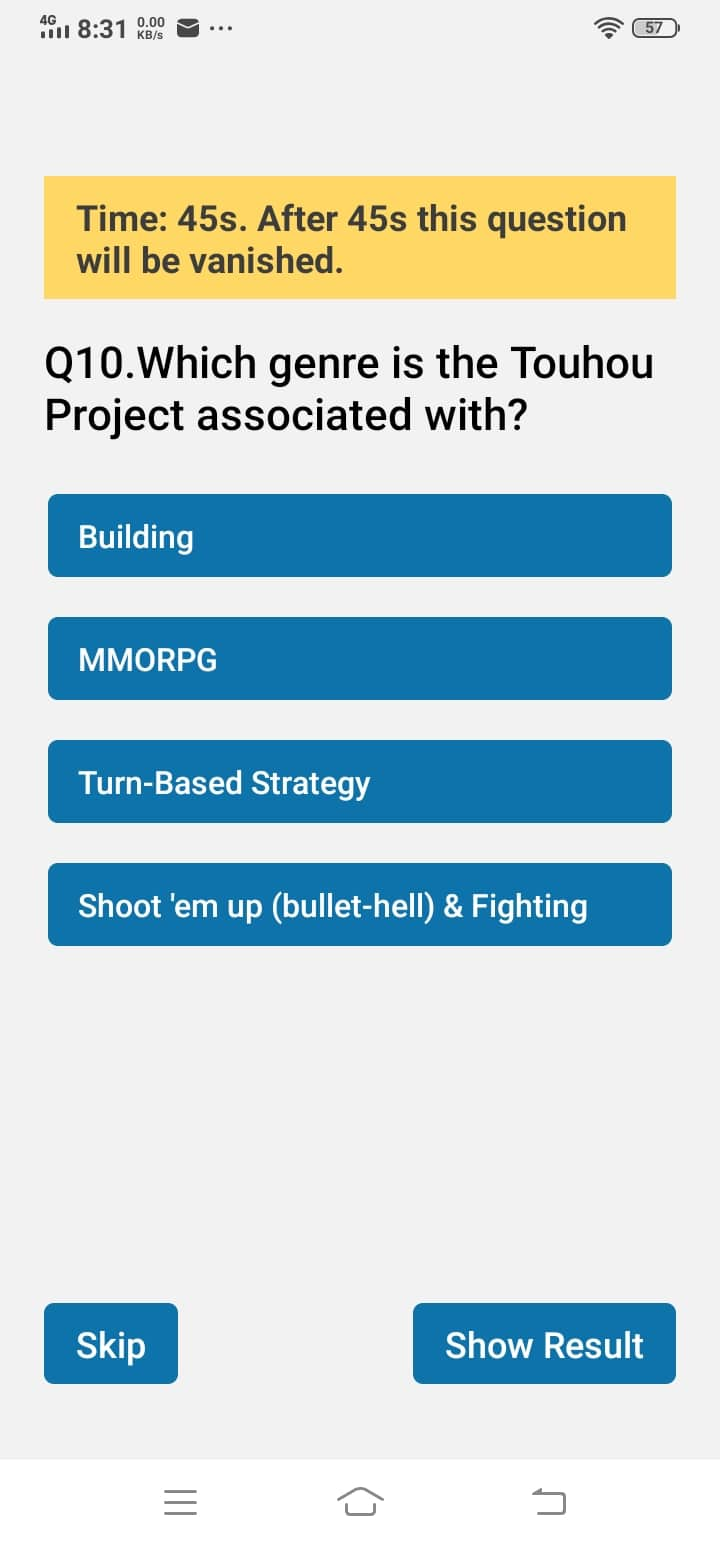 4G 8:31 0.00 KB/s ... 57
Time: 45s. After 45s this question
will be vanished.
Q10.Which genre is the Touhou
Project associated with?
Building
MMORPG
Turn-Based Strategy
Shoot 'em up (bullet-hell) & Fighting
Skip
Show Result